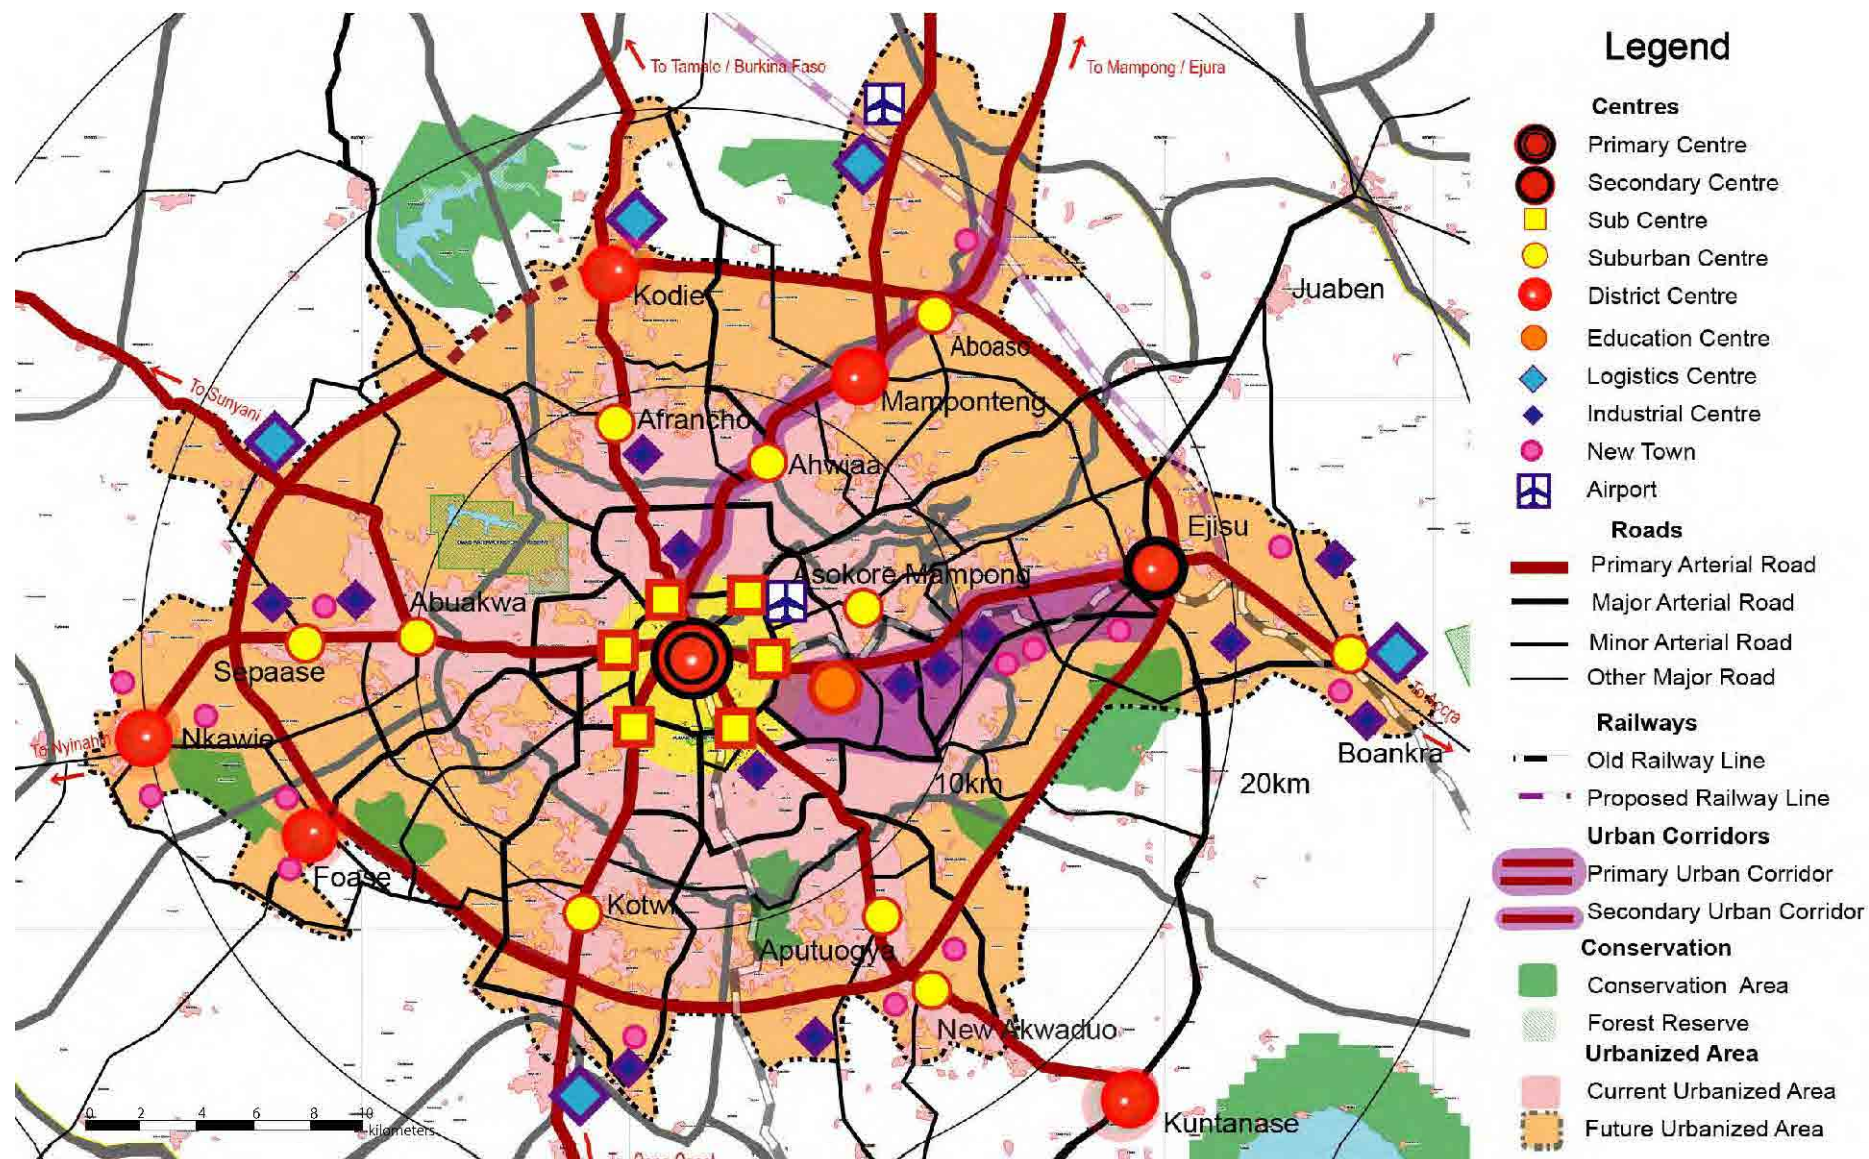 To Tamale / Burkina Faso
To Mampong / Ejura
Juaben
Kodie
Aboaso
To Sunyani
Mamponteng
Afrancho
Ahwiaa
Ejisu
Asokore Mampong
Abuakwa
Sepaase
To Accra
Nkawie
To Nyinahin
Boankra
10km
20km
Foase
Kotwi
Aputuogya
New Akwaduo
Kuntanase
0 2 4 6 8 10
kilometers
Legend
Centres
Primary Centre
Secondary Centre
Sub Centre
Suburban Centre
District Centre
Education Centre
Logistics Centre
Industrial Centre
New Town
Airport
Roads
Primary Arterial Road
Major Arterial Road
Minor Arterial Road
Other Major Road
Railways
Old Railway Line
Proposed Railway Line
Urban Corridors
Primary Urban Corridor
Secondary Urban Corridor
Conservation
Conservation Area
Forest Reserve
Urbanized Area
Current Urbanized Area
Future Urbanized Area